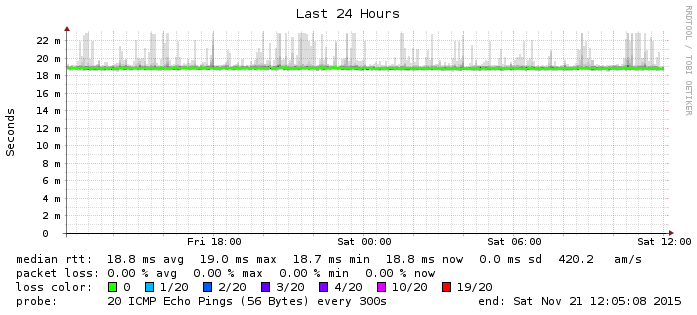 Last 24 Hours
RRDTOOL / TOBI OETIKER
Seconds
22 m
20 m
18 m
16 m
14 m
12 m
10 m
8 m
6 m
4 m
2 m
0
Fri 18:00 Sat 00:00 Sat 06:00 Sat 12:00
median rtt: 18.8 ms avg 19.0 ms max 18.7 ms min 18.8 ms now 0.0 ms sd 420.2 am/s
packet loss: 0.00 % avg 0.00 % max 0.00 % min 0.00 % now
loss color: 0 1/20 2/20 3/20 4/20 10/20 19/20
probe: 20 ICMP Echo Pings (56 Bytes) every 300s end: Sat Nov 21 12:05:08 2015